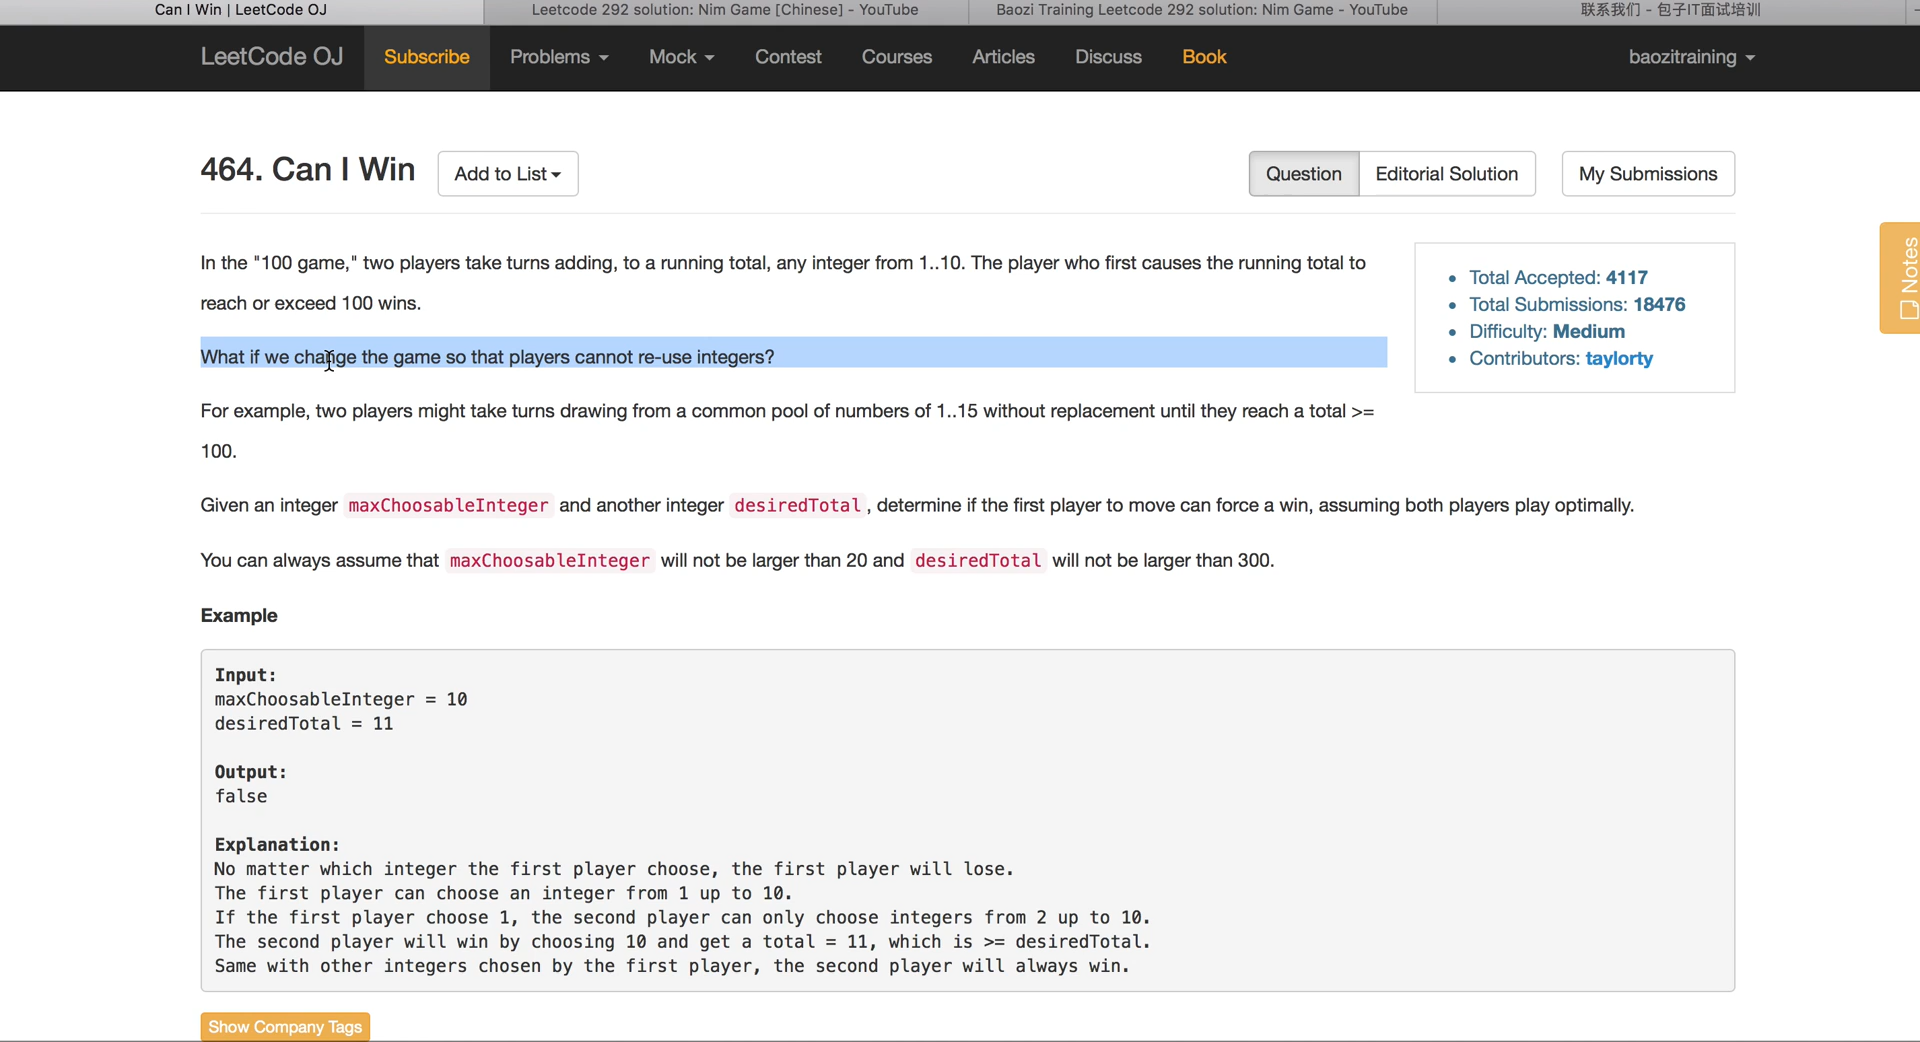 Can I Win | LeetCode OJ
Leetcode 292 solution: Nim Game [Chinese] - YouTube
Baozi Training Leetcode 292 solution: Nim Game - YouTube
联系我们 - 包子IT面试培训
LeetCode OJ
Subscribe
Problems
Mock
Contest
Courses
Articles
Discuss
Book
baozitraining
464. Can I Win
Add to List
Question
Editorial Solution
My Submissions
In the "100 game," two players take turns adding, to a running total, any integer from 1..10. The player who first causes the running total to
reach or exceed 100 wins.
What if we change the game so that players cannot re-use integers?
For example, two players might take turns drawing from a common pool of numbers of 1..15 without replacement until they reach a total >=
100.
Total Accepted: 4117
Total Submissions: 18476
Difficulty: Medium
Contributors: taylorty
Notes
Given an integer maxChoosableInteger and another integer desiredTotal, determine if the first player to move can force a win, assuming both players play optimally.
You can always assume that maxChoosableInteger will not be larger than 20 and desiredTotal will not be larger than 300.
Example
Input:
maxChoosableInteger = 10
desiredTotal = 11
Output:
false
Explanation:
No matter which integer the first player choose, the first player will lose.
The first player can choose an integer from 1 up to 10.
If the first player choose 1, the second player can only choose integers from 2 up to 10.
The second player will win by choosing 10 and get a total = 11, which is >= desiredTotal.
Same with other integers chosen by the first player, the second player will always win.
Show Company Tags